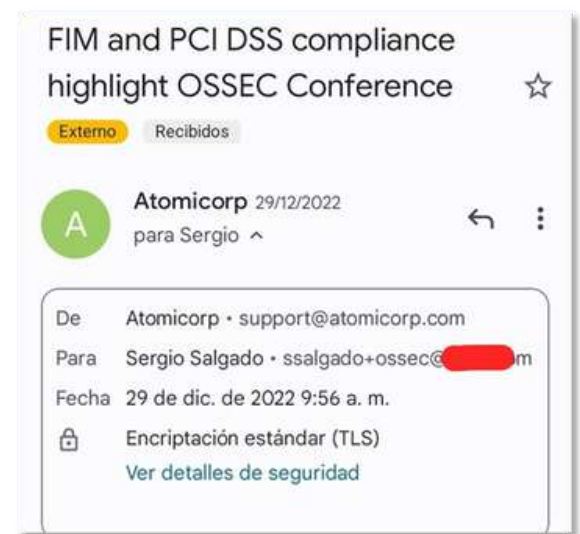 FIM and PCI DSS compliance
highlight OSSEC Conference
Externo Recibidos
A
Atomicorp 29/12/2022
para Sergio
De Atomicorp • support@atomicorp.com
Para Sergio Salgado • ssalgado+ossec@ m
Fecha 29 de dic. de 2022 9:56 a. m.
Encriptación estándar (TLS)
Ver detalles de seguridad